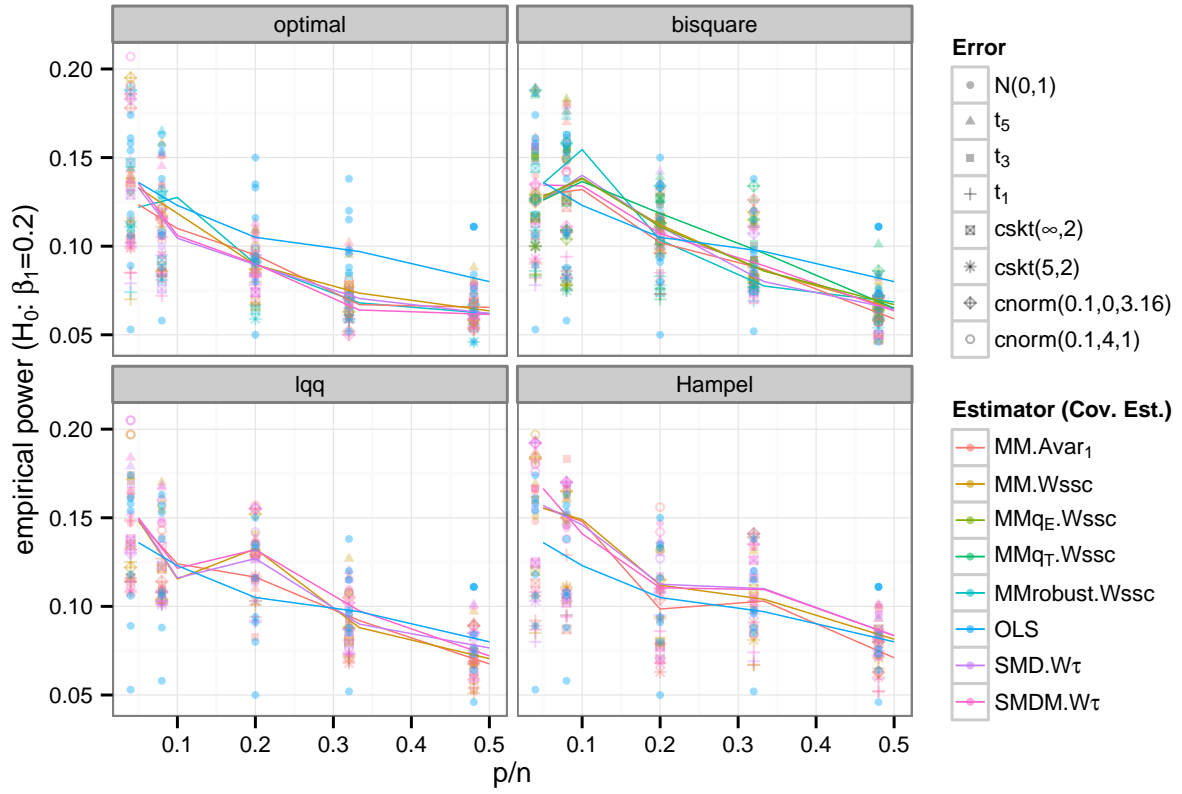 optimal
bisquare
lqq
Hampel
empirical power (H₀: β₁=0.2)
0.20
0.15
0.10
0.05
0.20
0.15
0.10
0.05
0.1 0.2 0.3 0.4 0.5
0.1 0.2 0.3 0.4 0.5
p/n
Error
N(0,1)
t₅
t₃
t₁
cskt(∞,2)
cskt(5,2)
cnorm(0.1,0,3.16)
cnorm(0.1,4,1)
Estimator (Cov. Est.)
MM.Avar₁
MM.Wssc
MMqE.Wssc
MMqT.Wssc
MMrobust.Wssc
OLS
SMD.Wτ
SMDM.Wτ